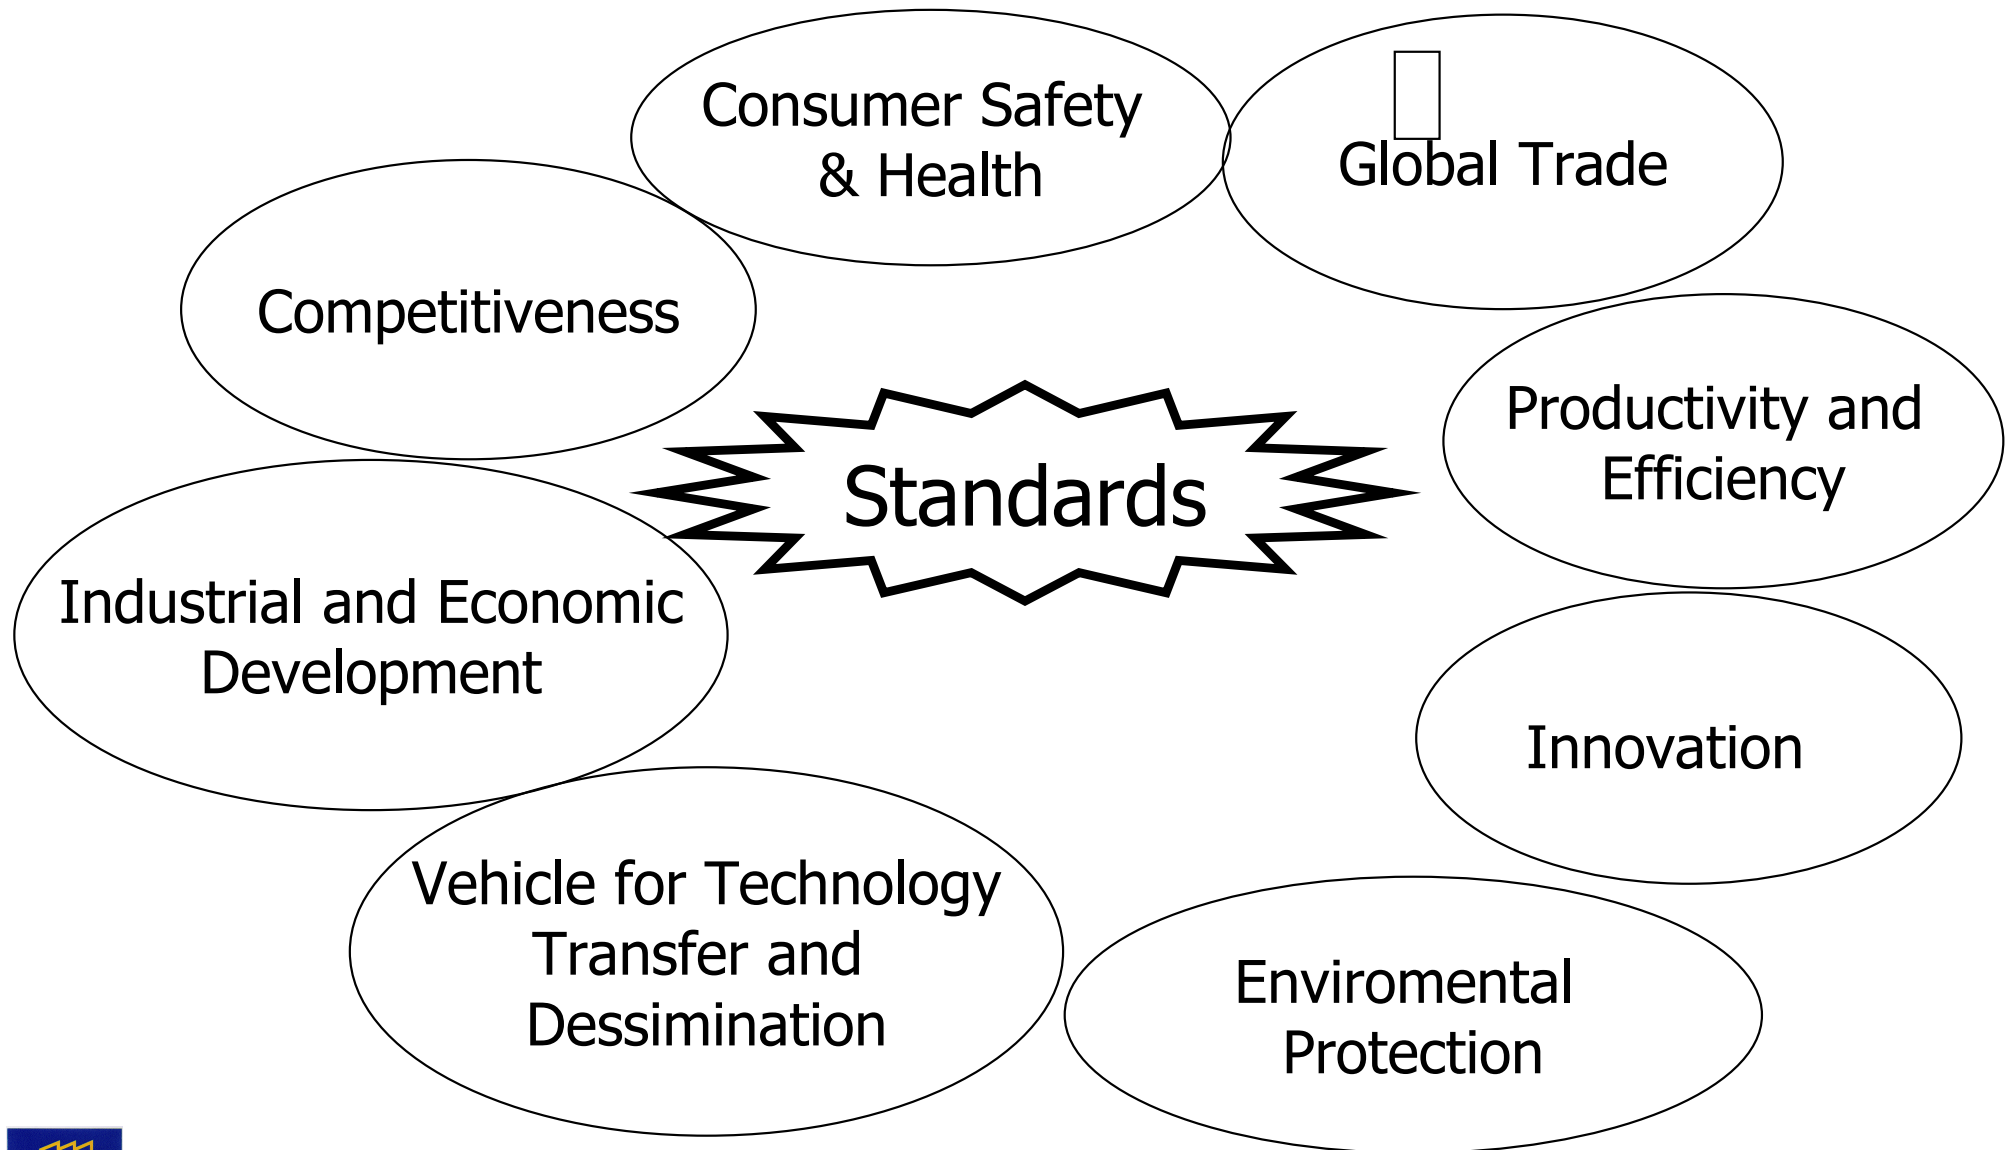 Consumer Safety
& Health
Global Trade
Competitiveness
Productivity and
Efficiency
Standards
Industrial and Economic
Development
Innovation
Vehicle for Technology
Transfer and
Dessimination
Enviromental
Protection